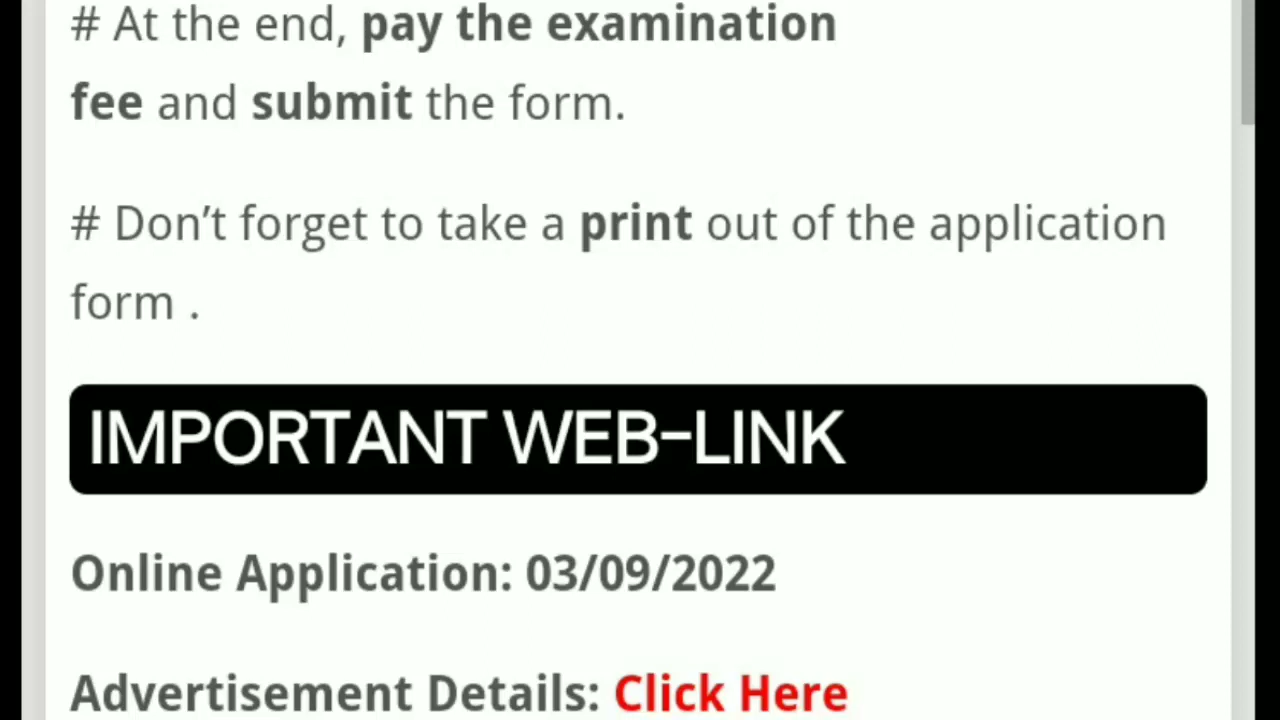 # At the end, pay the examination
fee and submit the form.
# Don’t forget to take a print out of the application
form .
IMPORTANT WEB-LINK
Online Application: 03/09/2022
Advertisement Details: Click Here